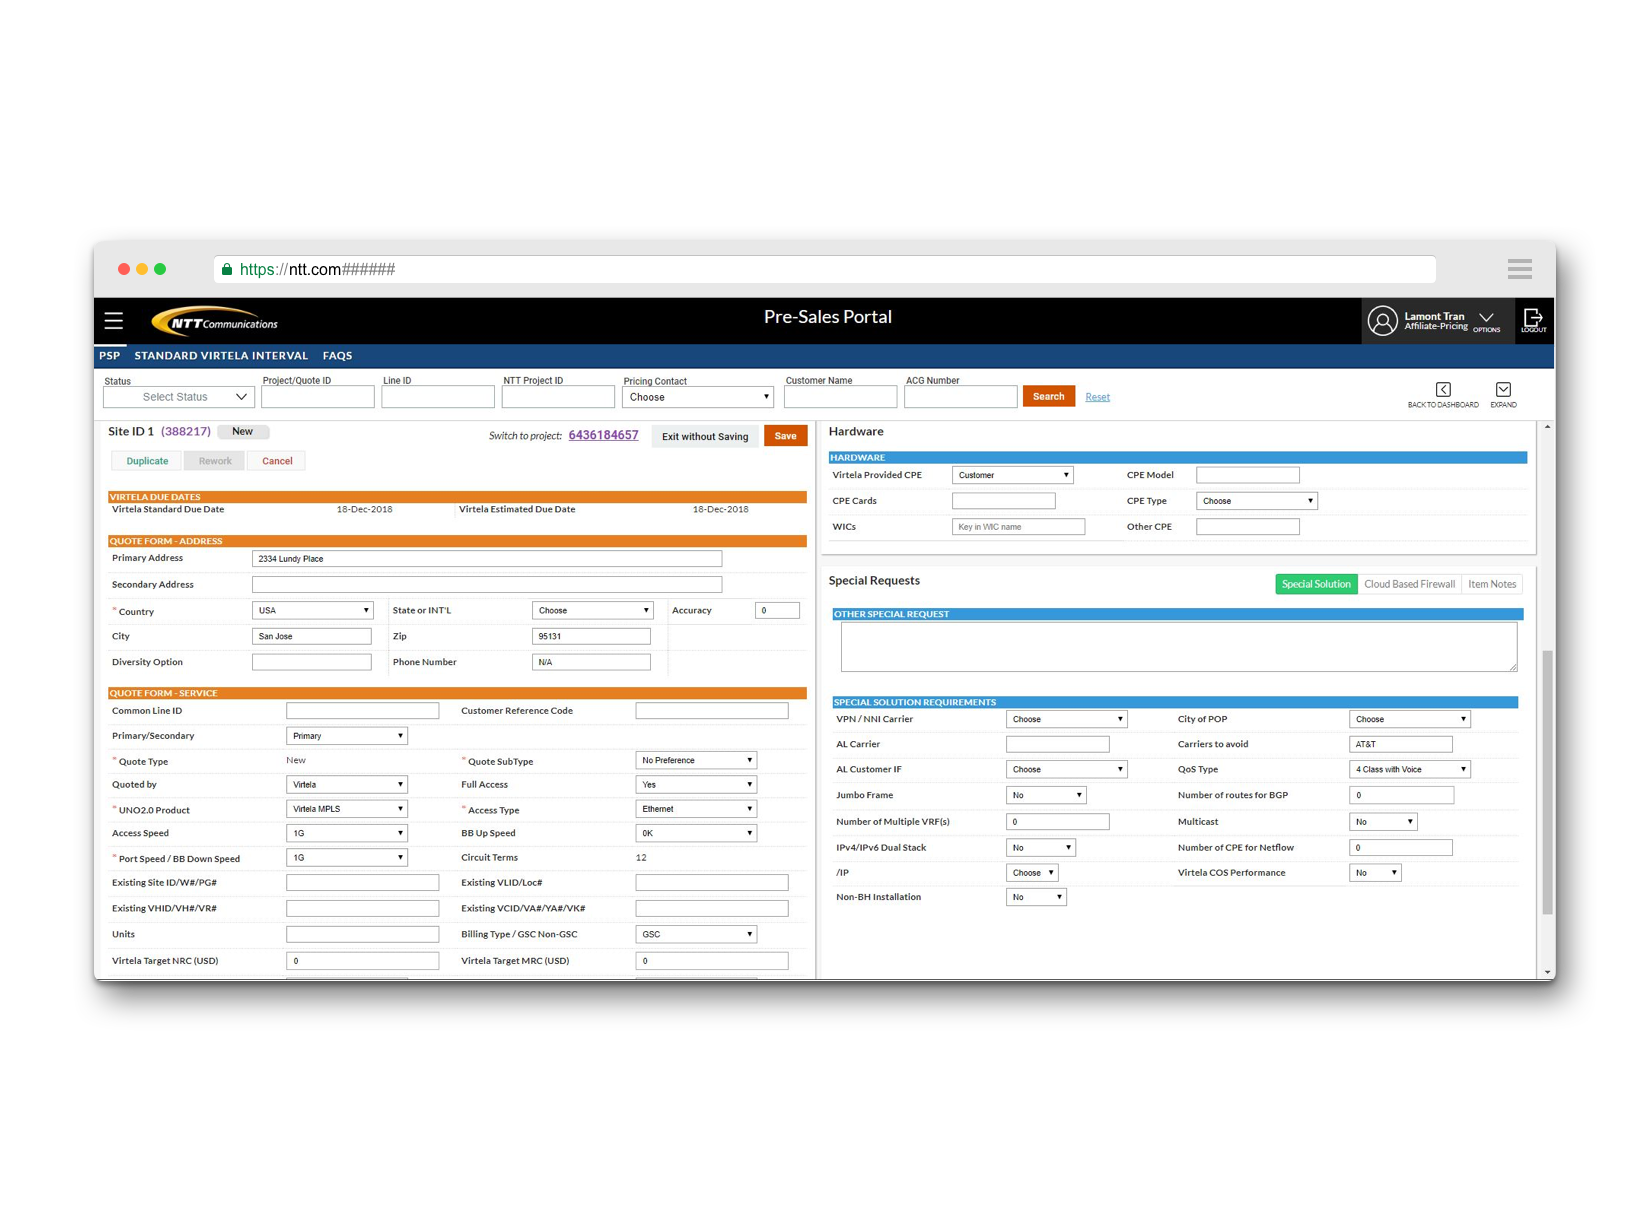 https://ntt.com######
NTT Communications
Pre-Sales Portal
Lamont Tran
Affiliate-Pricing
OPTIONS
LOGOUT
PSP STANDARD VIRTELA INTERVAL FAQS
Status Project/Quote ID Line ID NTT Project ID Pricing Contact Customer Name ACG Number
Select Status Choose Search Reset
BACK TO DASHBOARD EXPAND
Site ID 1 (388217) New Switch to project: 6436184657 Exit without Saving Save
Duplicate Rework Cancel
VIRTELA DUE DATES
Virtela Standard Due Date 18-Dec-2018 Virtela Estimated Due Date 18-Dec-2018
QUOTE FORM - ADDRESS
Primary Address 2334 Lundy Place
Secondary Address
* Country USA State or INT'L Choose Accuracy 0
City San Jose Zip 95131
Diversity Option Phone Number N/A
QUOTE FORM - SERVICE
Common Line ID Customer Reference Code
Primary/Secondary Primary
* Quote Type New * Quote SubType No Preference
Quoted by Virtela Full Access Yes
* UNO2.0 Product Virtela MPLS * Access Type Ethernet
Access Speed 1G BB Up Speed 0K
* Port Speed / BB Down Speed 1G Circuit Terms 12
Existing Site ID/W#/PG# Existing VLID/Loc#
Existing VHID/VH#/VR# Existing VCID/VA#/YA#/VK#
Units Billing Type / GSC Non-GSC GSC
Virtela Target NRC (USD) 0 Virtela Target MRC (USD) 0
Hardware
HARDWARE
Virtela Provided CPE Customer CPE Model
CPE Cards CPE Type Choose
WICs Key in WIC name Other CPE
Special Requests Special Solution Cloud Based Firewall Item Notes
OTHER SPECIAL REQUEST
SPECIAL SOLUTION REQUIREMENTS
VPN / NNI Carrier Choose City of POP Choose
AL Carrier Carriers to avoid AT&T
AL Customer IF Choose QoS Type 4 Class with Voice
Jumbo Frame No Number of routes for BGP 0
Number of Multiple VRF(s) 0 Multicast No
IPv4/IPv6 Dual Stack No Number of CPE for Netflow 0
/IP Choose Virtela COS Performance No
Non-BH Installation No